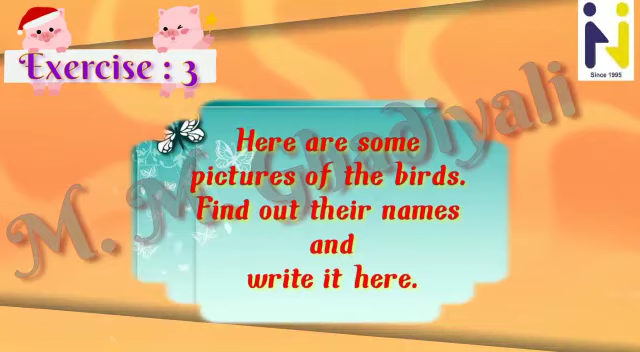 Exercise : 3
Since 1995
M. M. Ghadiyali
Here are some
pictures of the birds.
Find out their names
and
write it here.